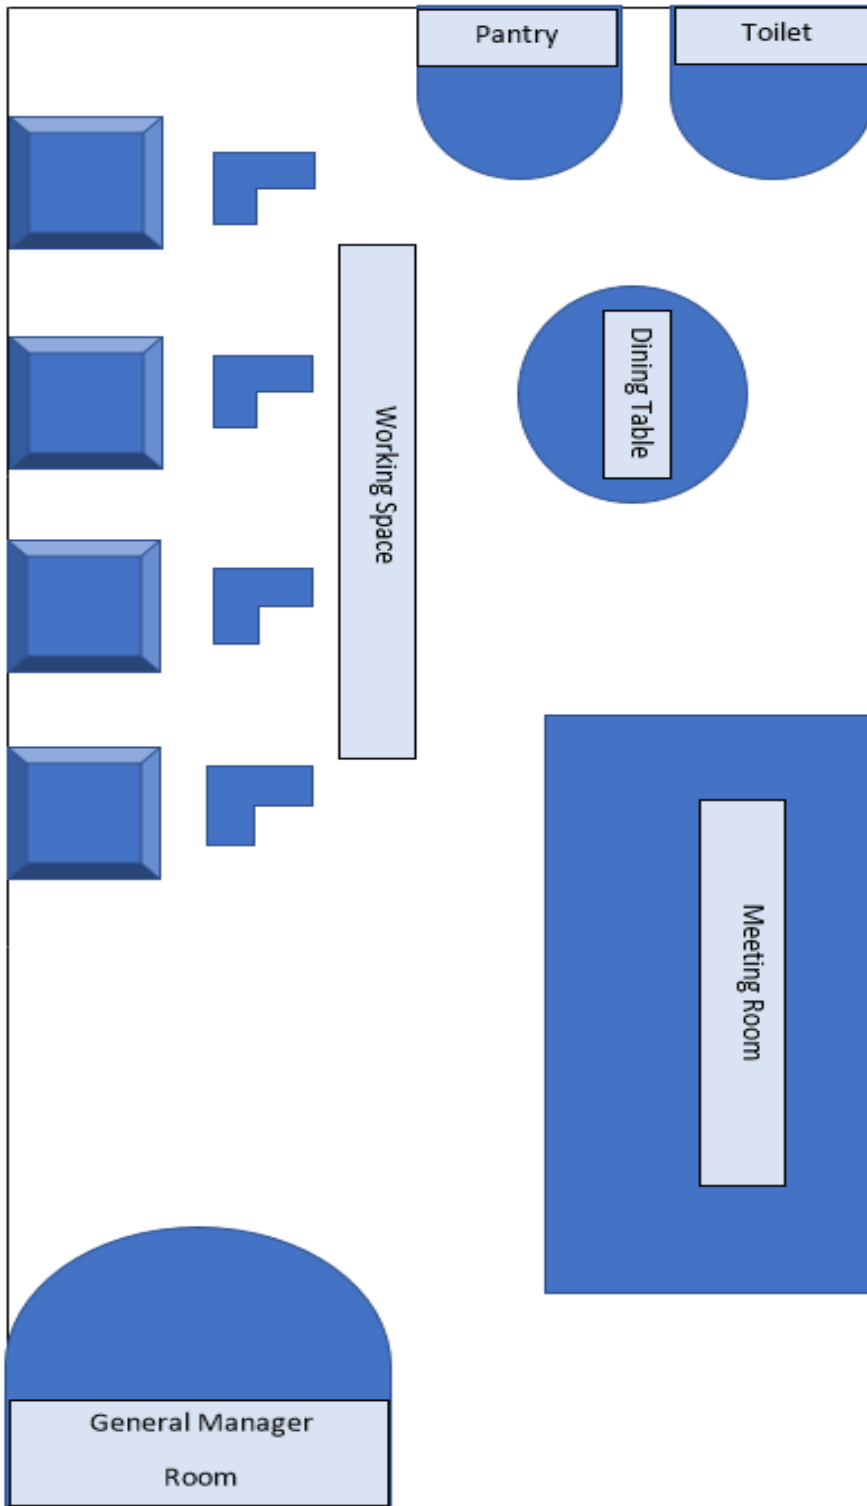 Pantry
Toilet
Dining Table
Working Space
Meeting Room
General Manager
Room